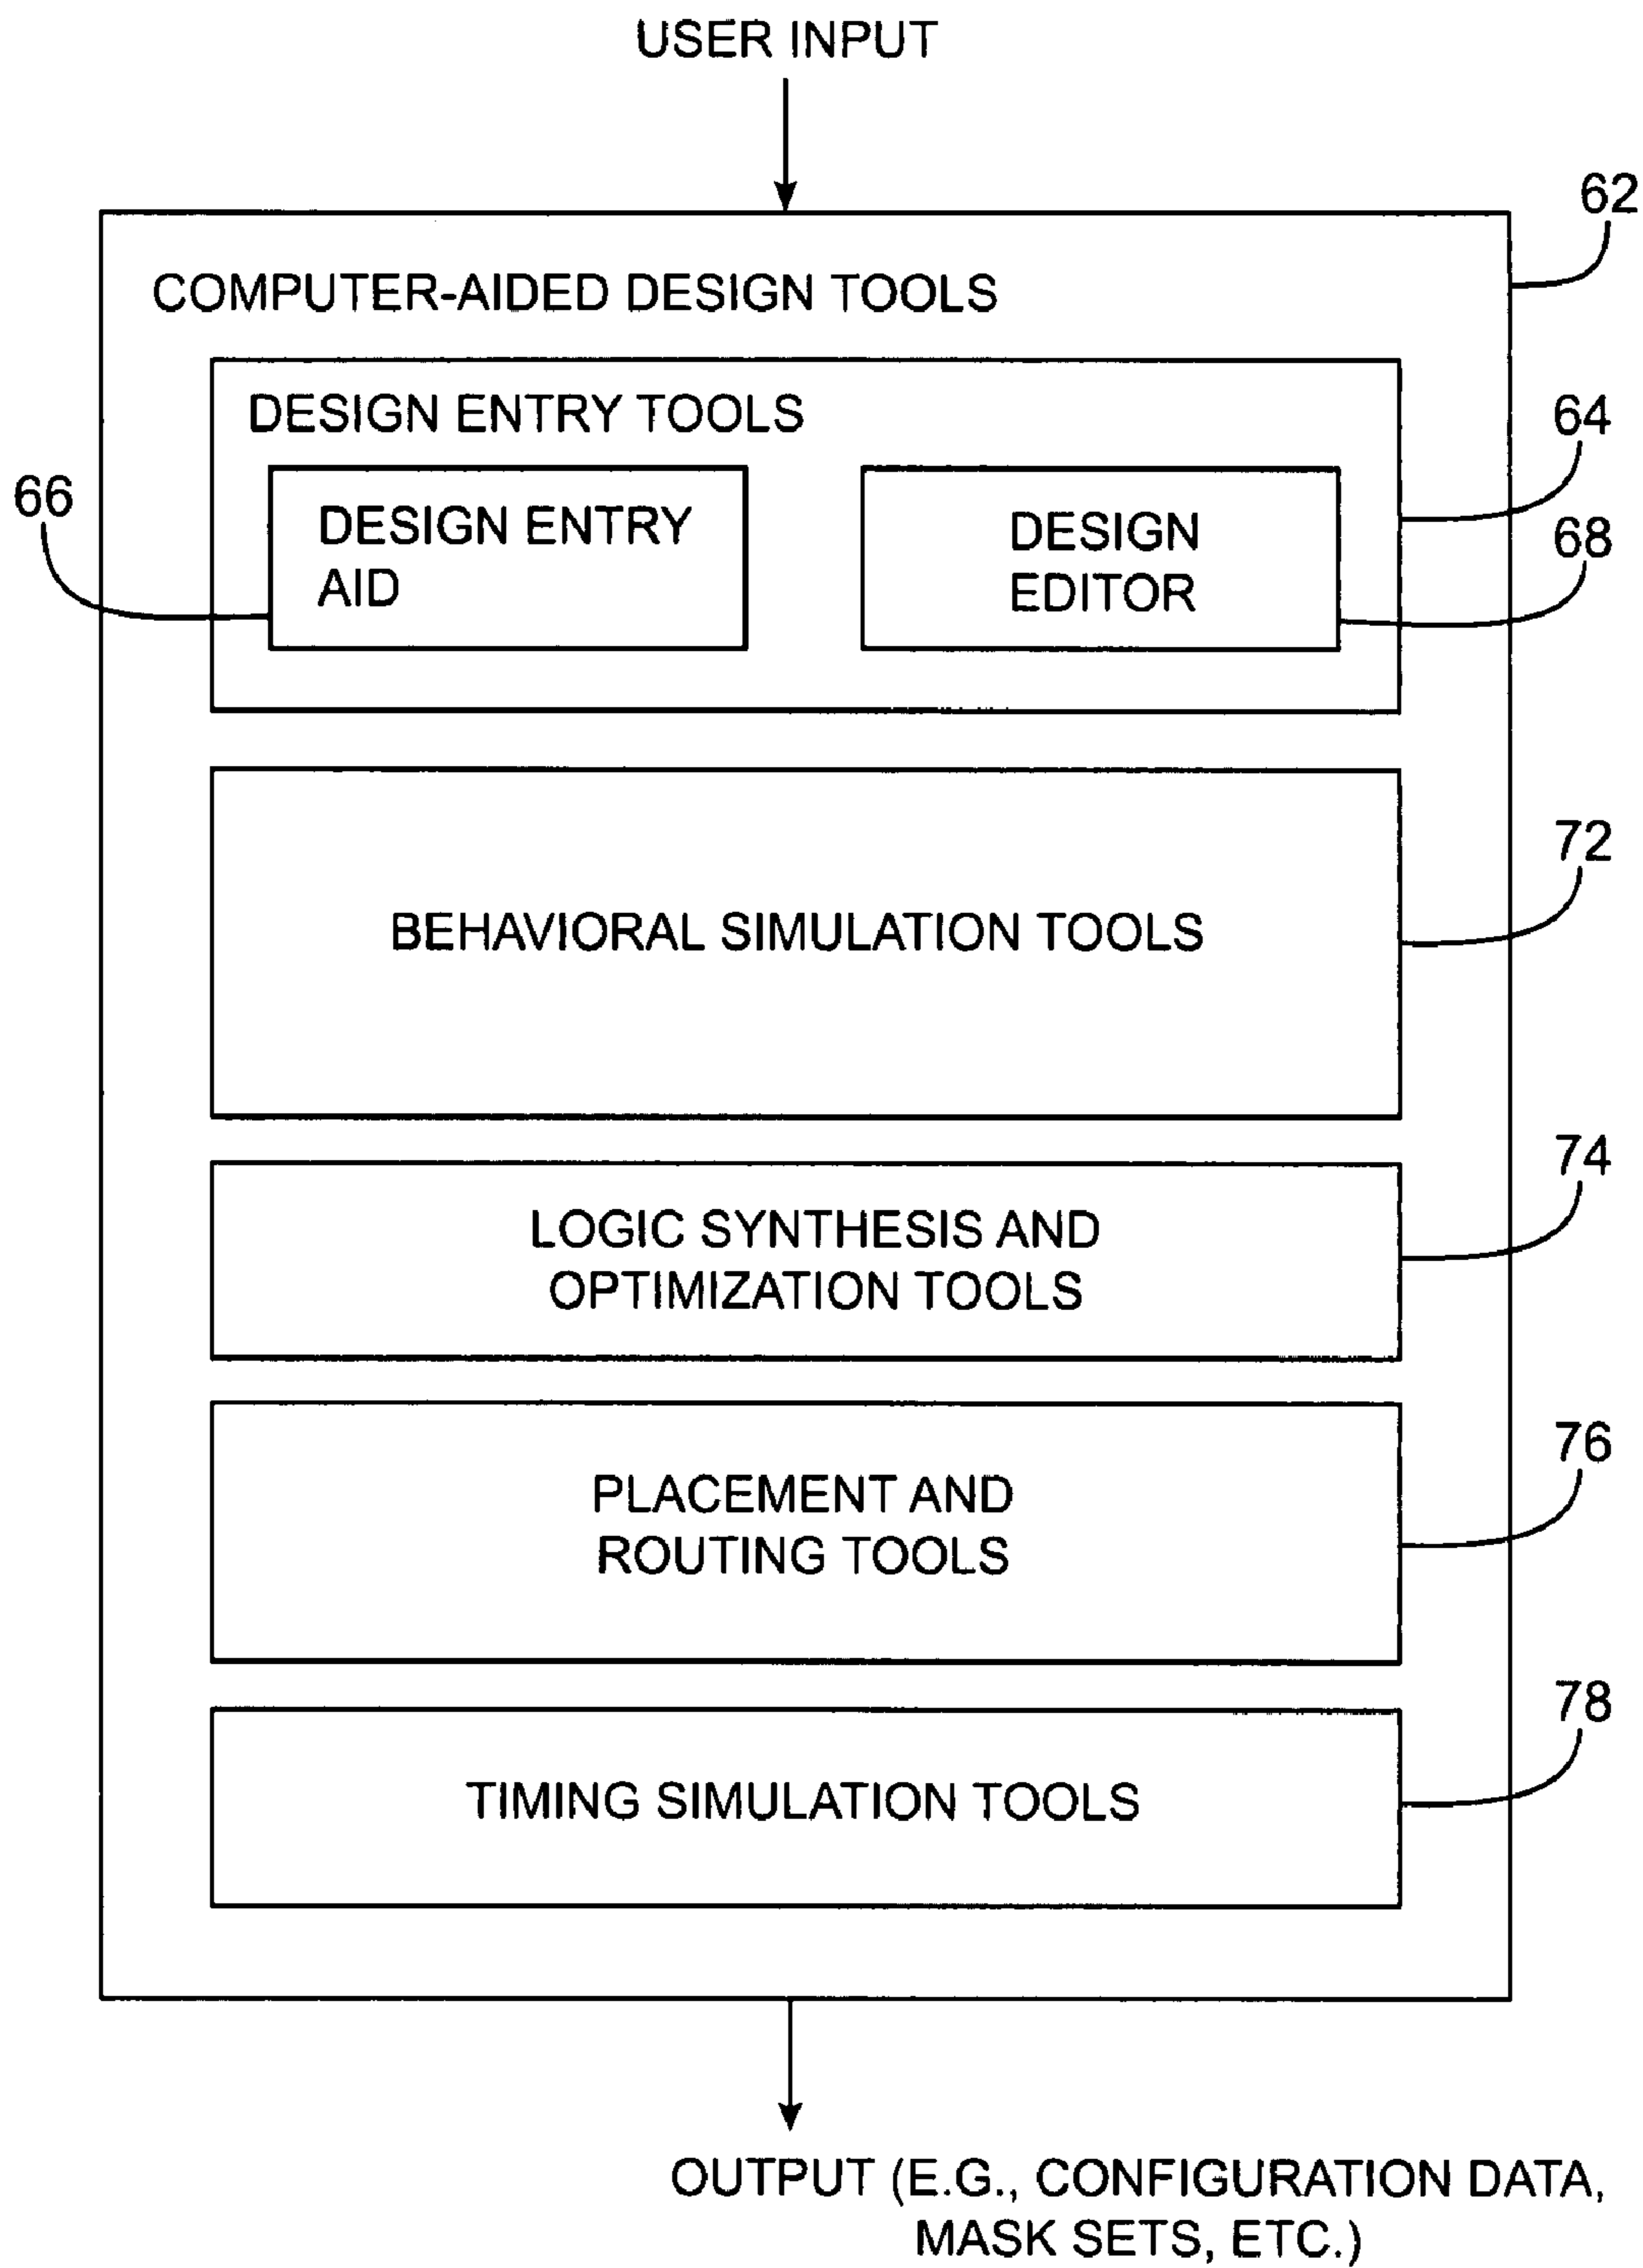 USER INPUT
62
COMPUTER-AIDED DESIGN TOOLS
DESIGN ENTRY TOOLS
64
66
DESIGN ENTRY
AID
DESIGN
EDITOR
68
72
BEHAVIORAL SIMULATION TOOLS
74
LOGIC SYNTHESIS AND
OPTIMIZATION TOOLS
76
PLACEMENT AND
ROUTING TOOLS
78
TIMING SIMULATION TOOLS
OUTPUT (E.G., CONFIGURATION DATA,
MASK SETS, ETC.)